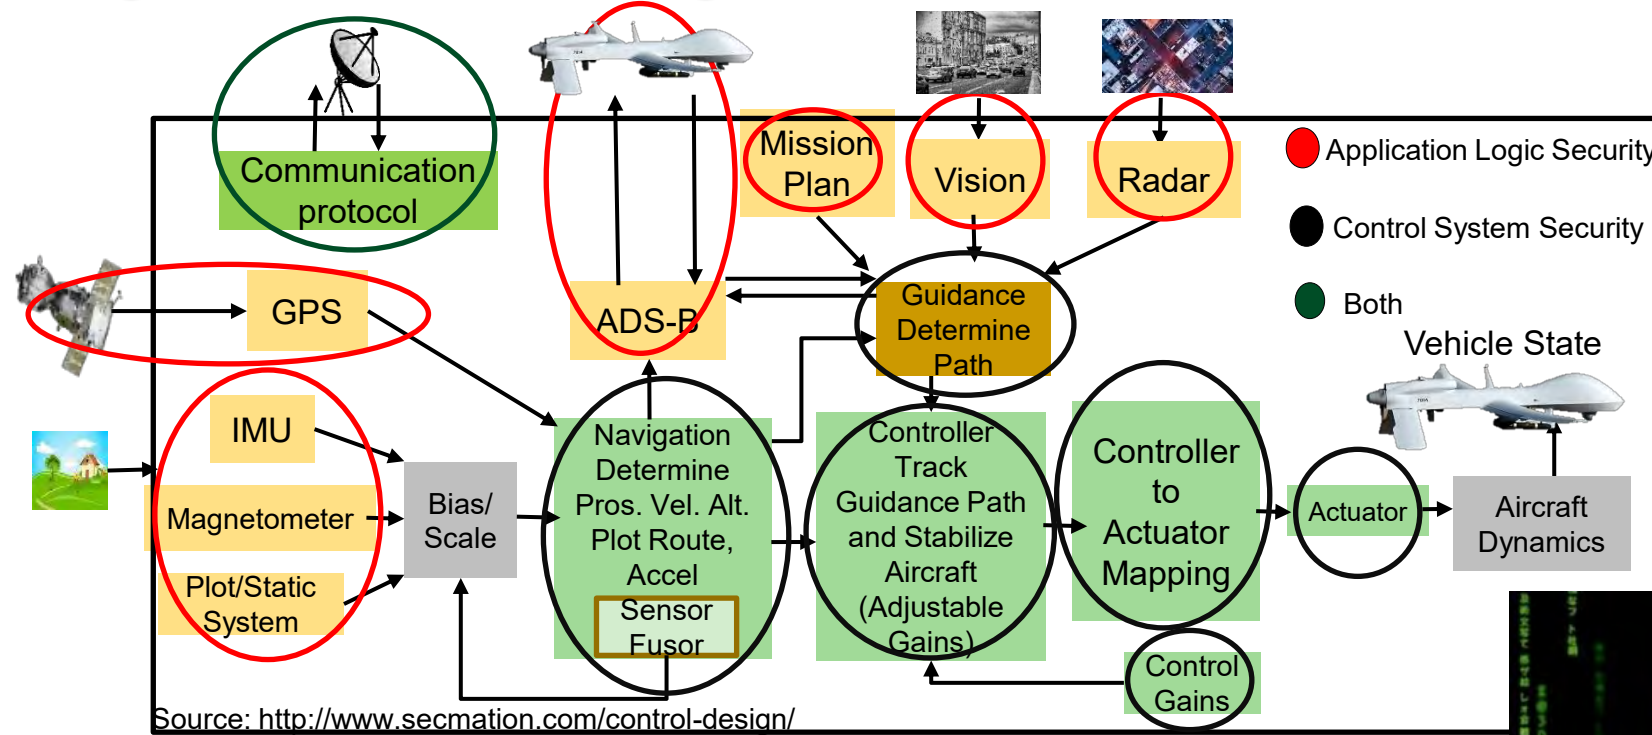 Communication
protocol
Mission
Plan
Vision
Radar
Application Logic Security
Control System Security
Both
GPS
ADS-B
Guidance
Determine
Path
Vehicle State
IMU
Magnetometer
Plot/Static
System
Bias/
Scale
Navigation
Determine
Pros. Vel. Alt.
Plot Route,
Accel
Sensor
Fusor
Controller
Track
Guidance Path
and Stabilize
Aircraft
(Adjustable
Gains)
Controller
to
Actuator
Mapping
Actuator
Aircraft
Dynamics
Control
Gains
Source: http://www.secmation.com/control-design/